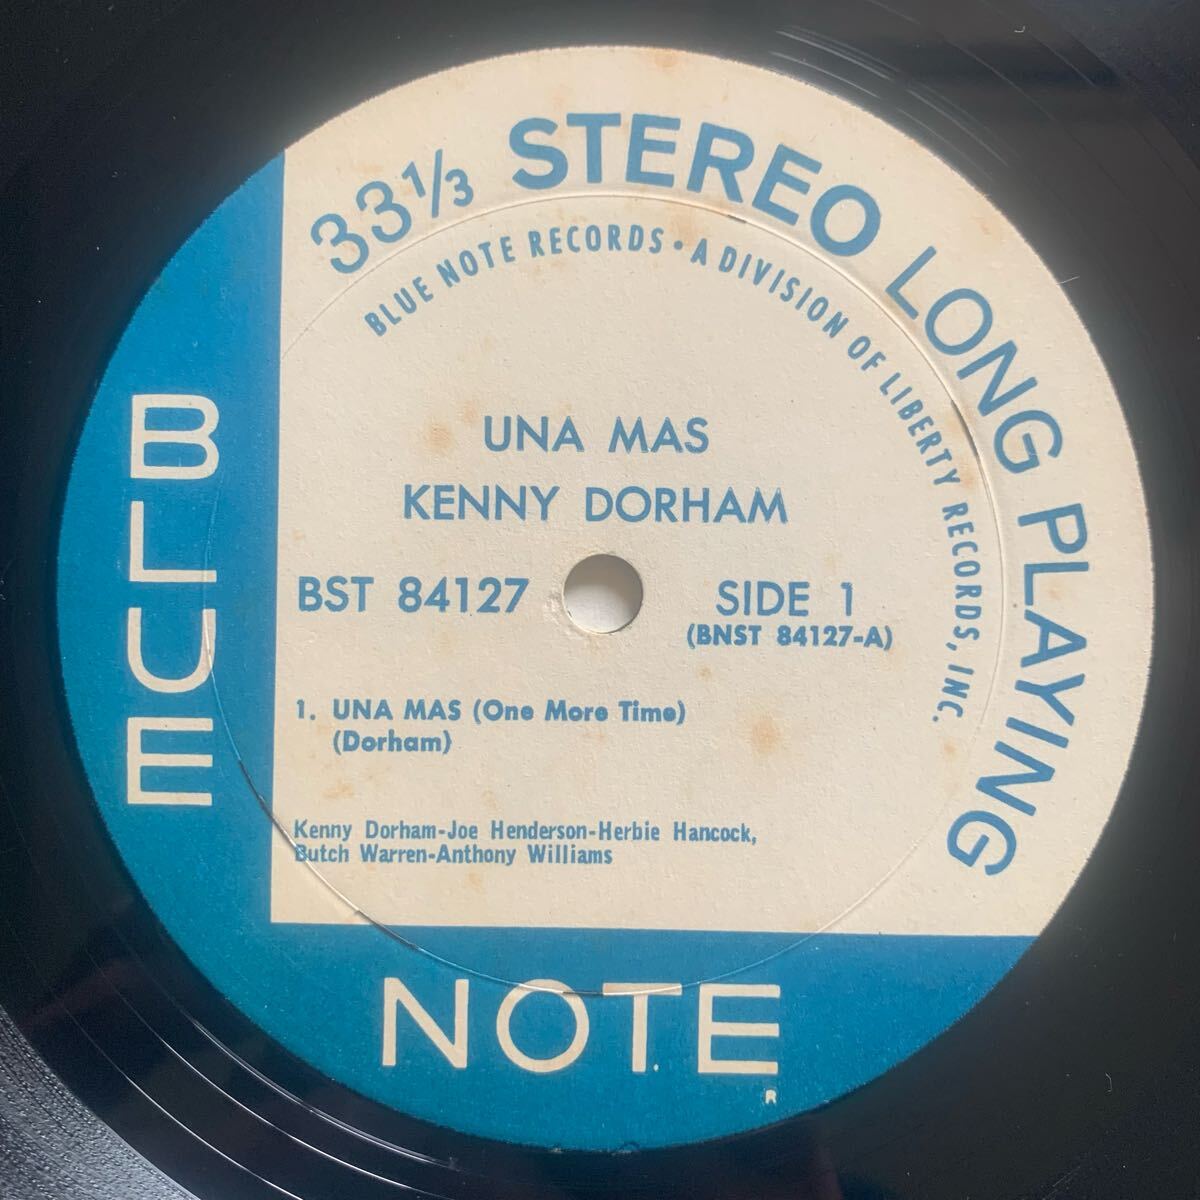 33⅓ STEREO LONG PLAYING
BLUE NOTE RECORDS • A DIVISION OF LIBERTY RECORDS, INC.
UNA MAS
KENNY DORHAM
BST 84127
SIDE 1
(BNST 84127-A)
1. UNA MAS (One More Time)
(Dorham)
Kenny Dorham-Joe Henderson-Herbie Hancock,
Butch Warren-Anthony Williams
BLUE
NOTE
R